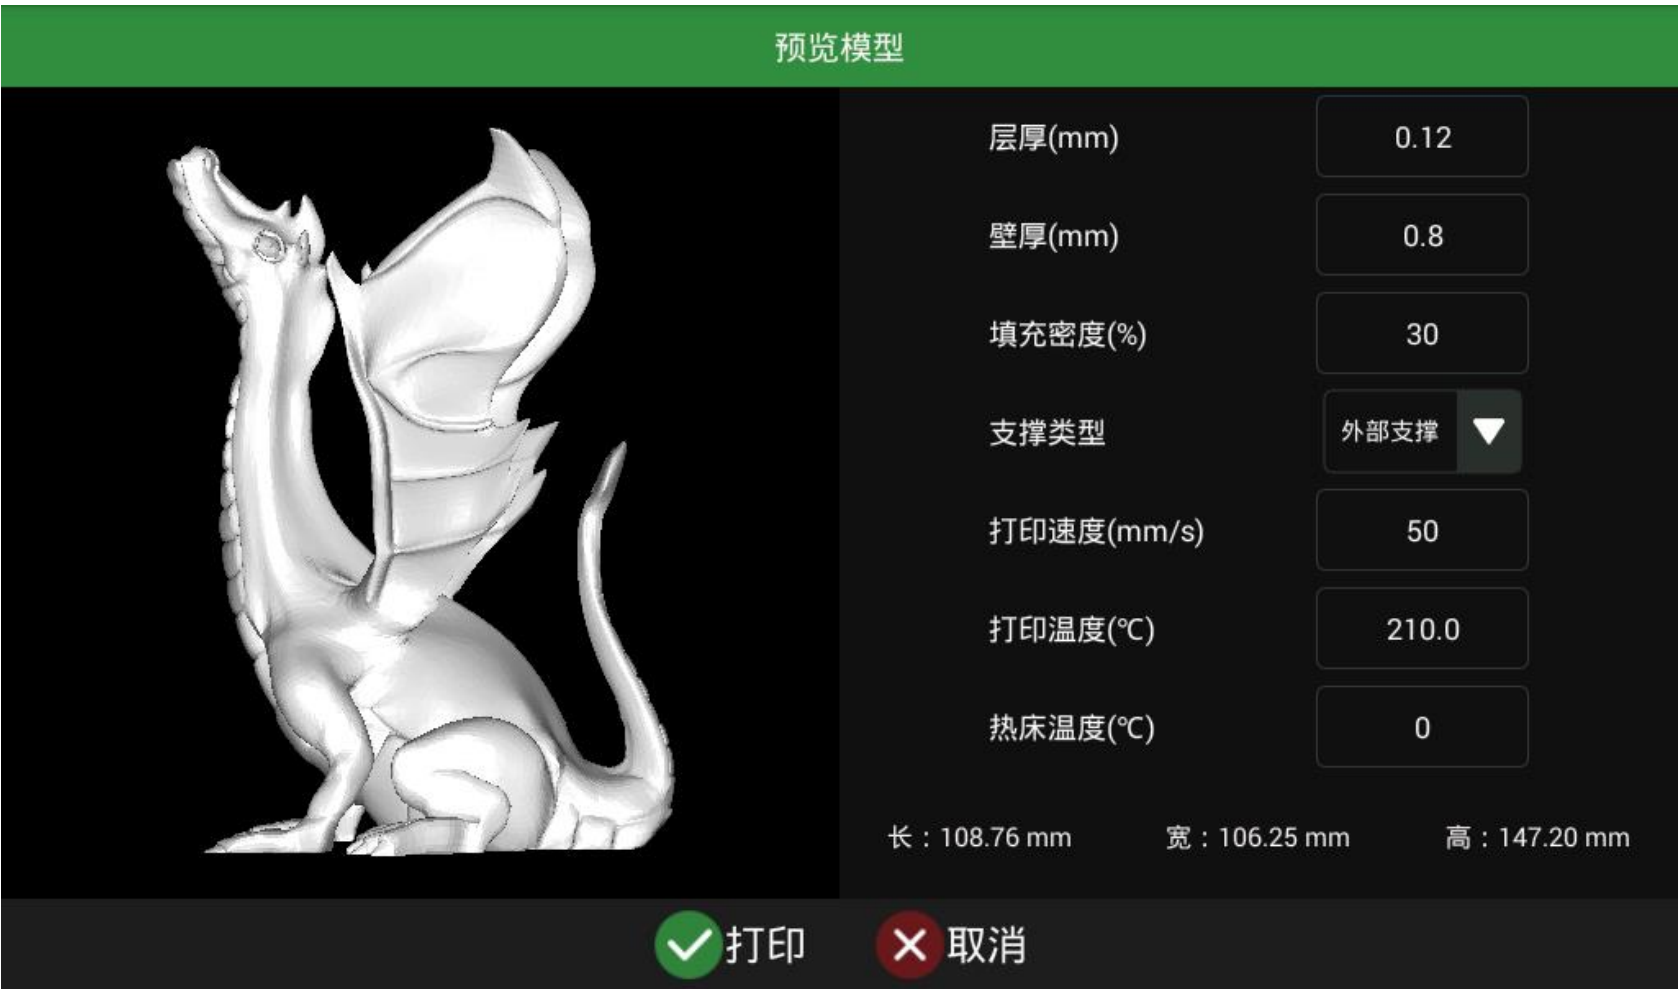 预览模型
层厚(mm) 0.12
壁厚(mm) 0.8
填充密度(%) 30
支撑类型 外部支撑
打印速度(mm/s) 50
打印温度(℃) 210.0
热床温度(℃) 0
长：108.76 mm 宽：106.25 mm 高：147.20 mm
打印 取消